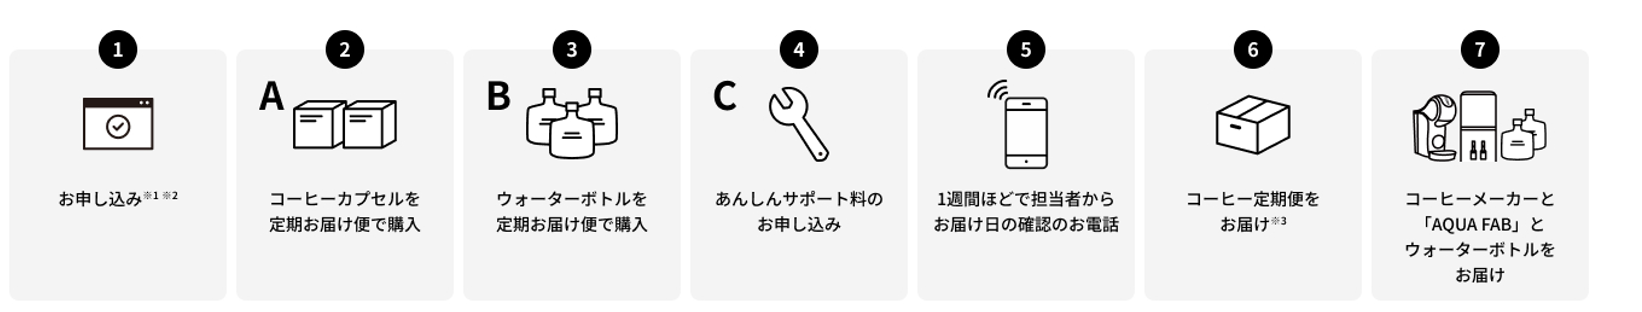 1
お申し込み※1 ※2
2
A
コーヒーカプセルを
定期お届け便で購入
3
B
ウォーターボトルを
定期お届け便で購入
4
C
あんしんサポート料の
お申し込み
5
1週間ほどで担当者から
お届け日の確認のお電話
6
コーヒー定期便を
お届け※3
7
コーヒーメーカーと
「AQUA FAB」と
ウォーターボトルを
お届け